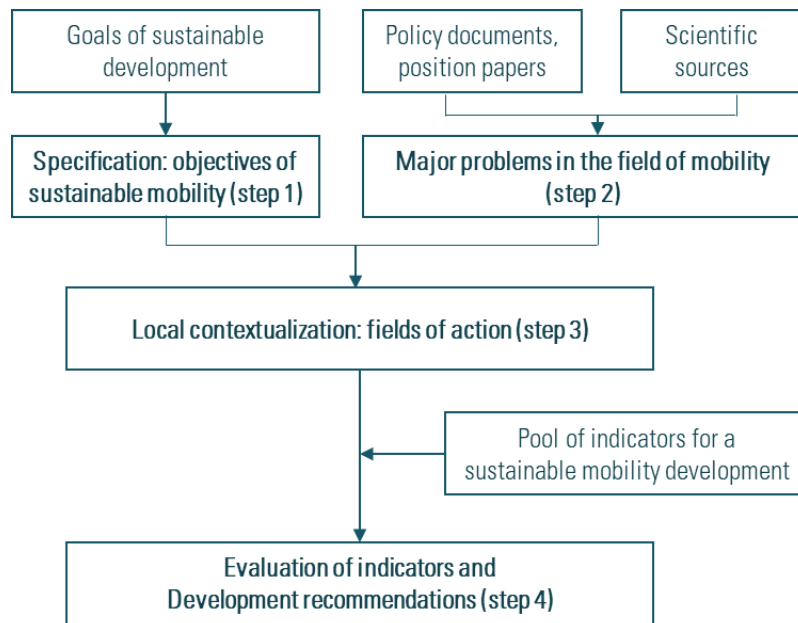 Goals of sustainable
development
Policy documents,
position papers
Scientific
sources
Specification: objectives of
sustainable mobility (step 1)
Major problems in the field of mobility
(step 2)
Local contextualization: fields of action (step 3)
Pool of indicators for a
sustainable mobility development
Evaluation of indicators and
Development recommendations (step 4)